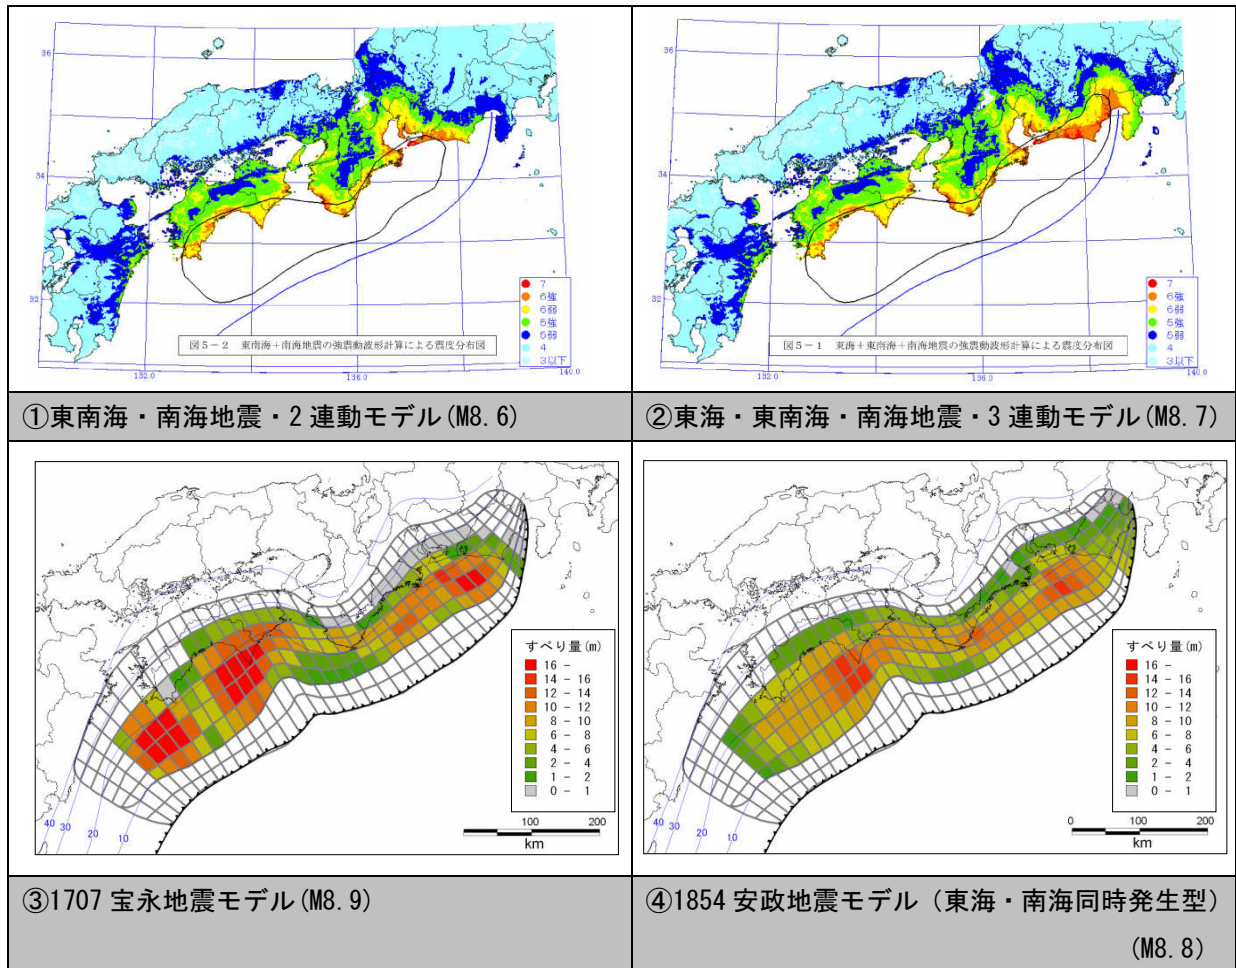 36
34
32
132.0
136.0
140.0
7
6強
6弱
5強
5弱
4
3以下
図5-2 東南海+南海地震の強震動波形計算による震度分布図
①東南海・南海地震・2連動モデル(M8.6)
36
34
32
132.0
136.0
140.0
7
6強
6弱
5強
5弱
4
3以下
図5-1 東海+東南海+南海地震の強震動波形計算による震度分布図
②東海・東南海・南海地震・3連動モデル(M8.7)
すべり量(m)
16 -
14 - 16
12 - 14
10 - 12
8 - 10
6 - 8
4 - 6
2 - 4
1 - 2
0 - 1
40 30 20 10
100 200
km
③1707宝永地震モデル(M8.9)
すべり量(m)
16 -
14 - 16
12 - 14
10 - 12
8 - 10
6 - 8
4 - 6
2 - 4
1 - 2
0 - 1
40 30 20 10
0 100 200
km
④1854安政地震モデル(東海・南海同時発生型)
(M8.8)